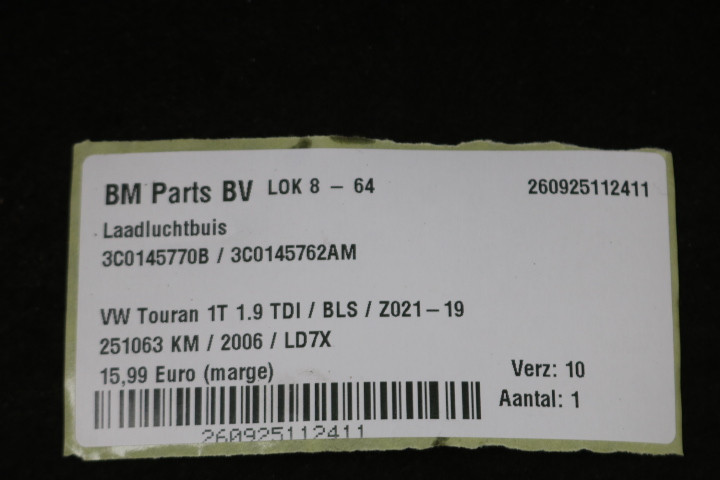 BM Parts BV LOK 8 - 64 260925112411
Laadluchtbuis
3C0145770B / 3C0145762AM
VW Touran 1T 1.9 TDI / BLS / Z021-19
251063 KM / 2006 / LD7X
15,99 Euro (marge) Verz: 10
Aantal: 1
260925112411